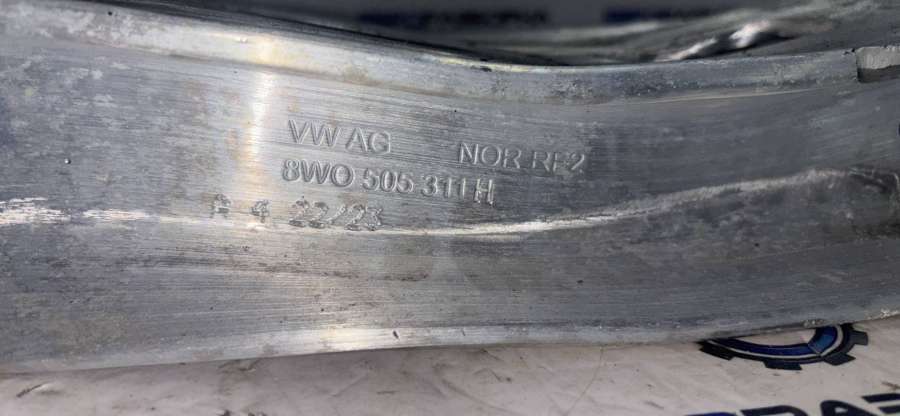 VW AG NOR RF2
8W0 505 311 H
A 4 22/23